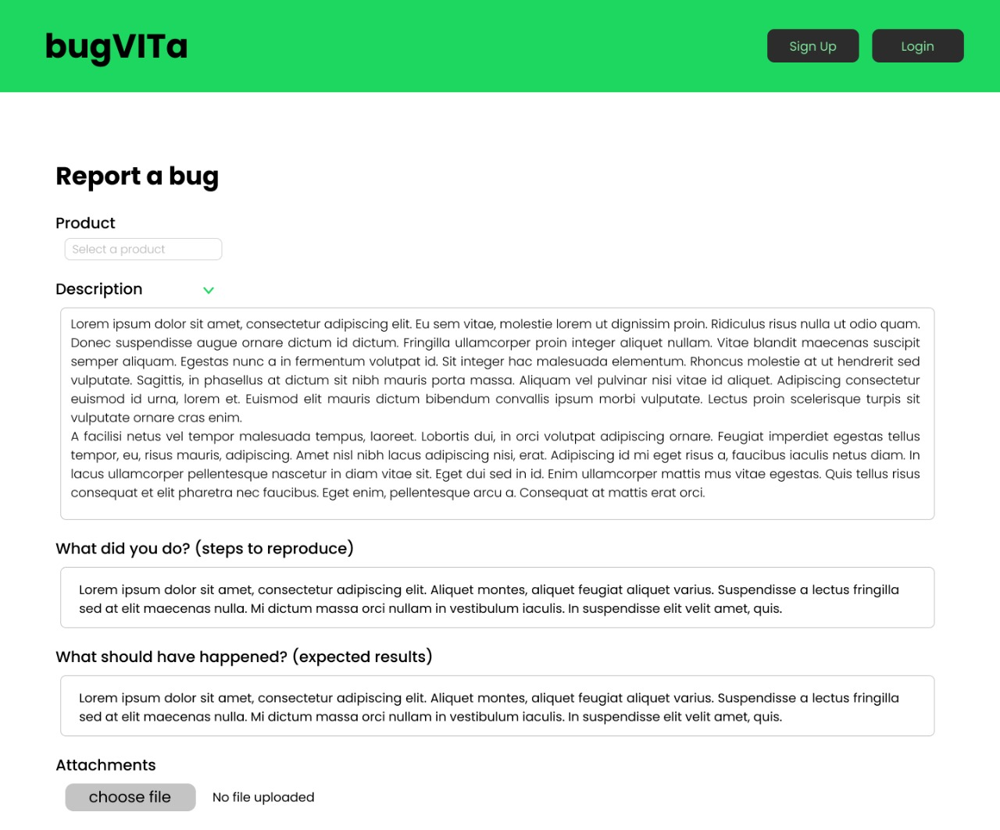 bugVITa
Sign Up
Login
Report a bug
Product
Select a product
Description
Lorem ipsum dolor sit amet, consectetur adipiscing elit. Eu sem vitae, molestie lorem ut dignissim proin. Ridiculus risus nulla ut odio quam.
Donec suspendisse augue ornare dictum id dictum. Fringilla ullamcorper proin integer aliquet nullam. Vitae blandit maecenas suscipit
semper aliquam. Egestas nunc a in fermentum volutpat id. Sit integer hac malesuada elementum. Rhoncus molestie at ut hendrerit sed
vulputate. Sagittis, in phasellus at dictum sit nibh mauris porta massa. Aliquam vel pulvinar nisi vitae id aliquet. Adipiscing consectetur
euismod id urna, lorem et. Euismod elit mauris dictum bibendum convallis ipsum morbi vulputate. Lectus proin scelerisque turpis sit
vulputate ornare cras enim.
A facilisi netus vel tempor malesuada tempus, laoreet. Lobortis dui, in orci volutpat adipiscing ornare. Feugiat imperdiet egestas tellus
tempor, eu, risus mauris, adipiscing. Amet nisl nibh lacus adipiscing nisi, erat. Adipiscing id mi eget risus a, faucibus iaculis netus diam. In
lacus ullamcorper pellentesque nascetur in diam vitae sit. Eget dui sed in id. Enim ullamcorper mattis mus vitae egestas. Quis tellus risus
consequat et elit pharetra nec faucibus. Eget enim, pellentesque arcu a. Consequat at mattis erat orci.
What did you do? (steps to reproduce)
Lorem ipsum dolor sit amet, consectetur adipiscing elit. Aliquet montes, aliquet feugiat aliquet varius. Suspendisse a lectus fringilla
sed at elit maecenas nulla. Mi dictum massa orci nullam in vestibulum iaculis. In suspendisse elit velit amet, quis.
What should have happened? (expected results)
Lorem ipsum dolor sit amet, consectetur adipiscing elit. Aliquet montes, aliquet feugiat aliquet varius. Suspendisse a lectus fringilla
sed at elit maecenas nulla. Mi dictum massa orci nullam in vestibulum iaculis. In suspendisse elit velit amet, quis.
Attachments
choose file
No file uploaded